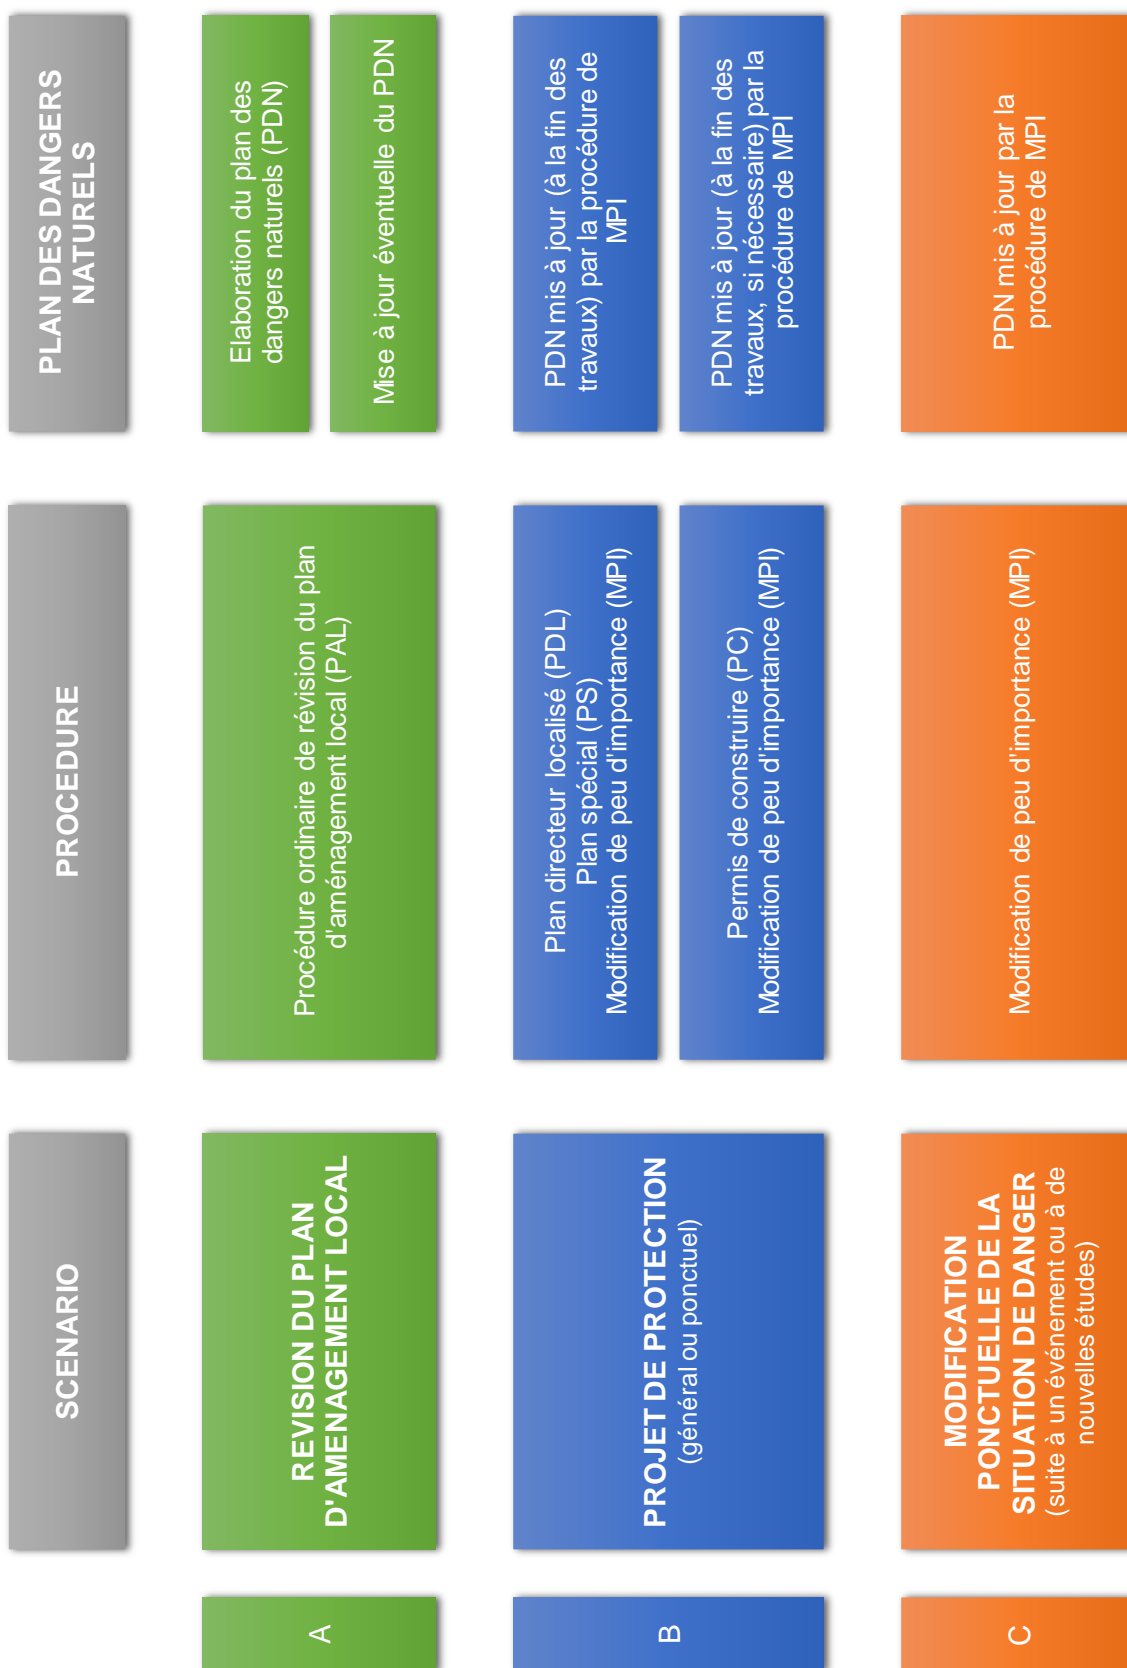 SCENARIO
PROCEDURE
PLAN DES DANGERS
NATURELS
A
REVISION DU PLAN
D'AMENAGEMENT LOCAL
Procédure ordinaire de révision du plan
d'aménagement local (PAL)
Elaboration du plan des
dangers naturels (PDN)
Mise à jour éventuelle du PDN
B
PROJET DE PROTECTION
(général ou ponctuel)
Plan directeur localisé (PDL)
Plan spécial (PS)
Modification de peu d'importance (MPI)
PDN mis à jour (à la fin des
travaux) par la procédure de
MPI
Permis de construire (PC)
Modification de peu d'importance (MPI)
PDN mis à jour (à la fin des
travaux, si nécessaire) par la
procédure de MPI
C
MODIFICATION
PONCTUELLE DE LA
SITUATION DE DANGER
(suite à un événement ou à de
nouvelles études)
Modification de peu d'importance (MPI)
PDN mis à jour par la
procédure de MPI